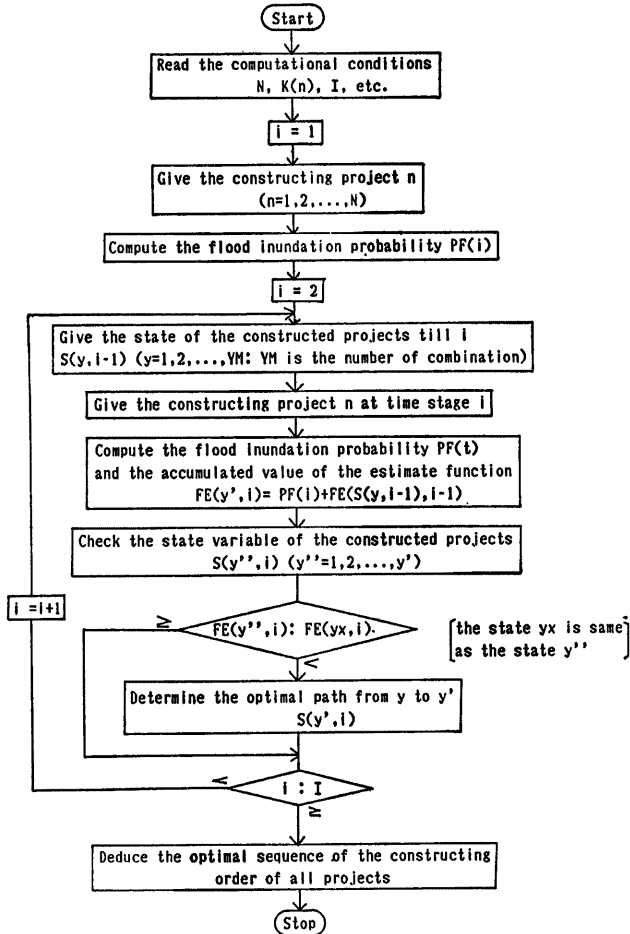 Start
Read the computational conditions
N, K(n), I, etc.
i = 1
Give the constructing project n
(n=1,2,...,N)
Compute the flood inundation probability PF(i)
i = 2
Give the state of the constructed projects till i
S(y,i-1) (y=1,2,...,YM: YM is the number of combination)
Give the constructing project n at time stage i
Compute the flood inundation probability PF(t)
and the accumulated value of the estimate function
FE(y',i)= PF(i)+FE(S(y,i-1),i-1)
Check the state variable of the constructed projects
S(y'',i) (y''=1,2,...,y')
i =i+1
≥
FE(y'',i): FE(yx,i).
[the state yx is same
as the state y'']
<
Determine the optimal path from y to y'
S(y',i)
<
i : I
≥
Deduce the optimal sequence of the constructing
order of all projects
Stop